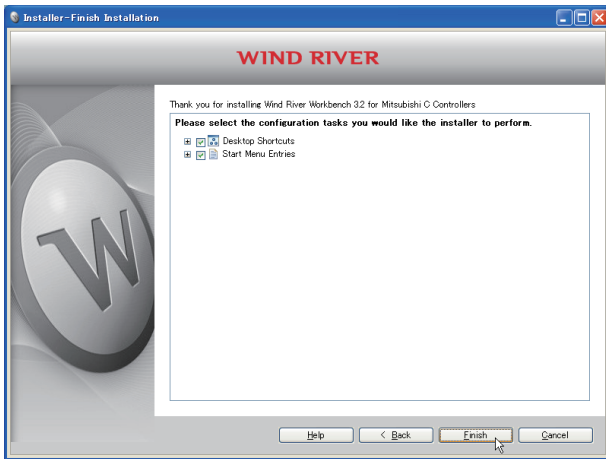 Installer-Finish Installation
WIND RIVER
Thank you for installing Wind River Workbench 3.2 for Mitsubishi C Controllers
Please select the configuration tasks you would like the installer to perform.
Desktop Shortcuts
Start Menu Entries
W
Help < Back Finish Cancel